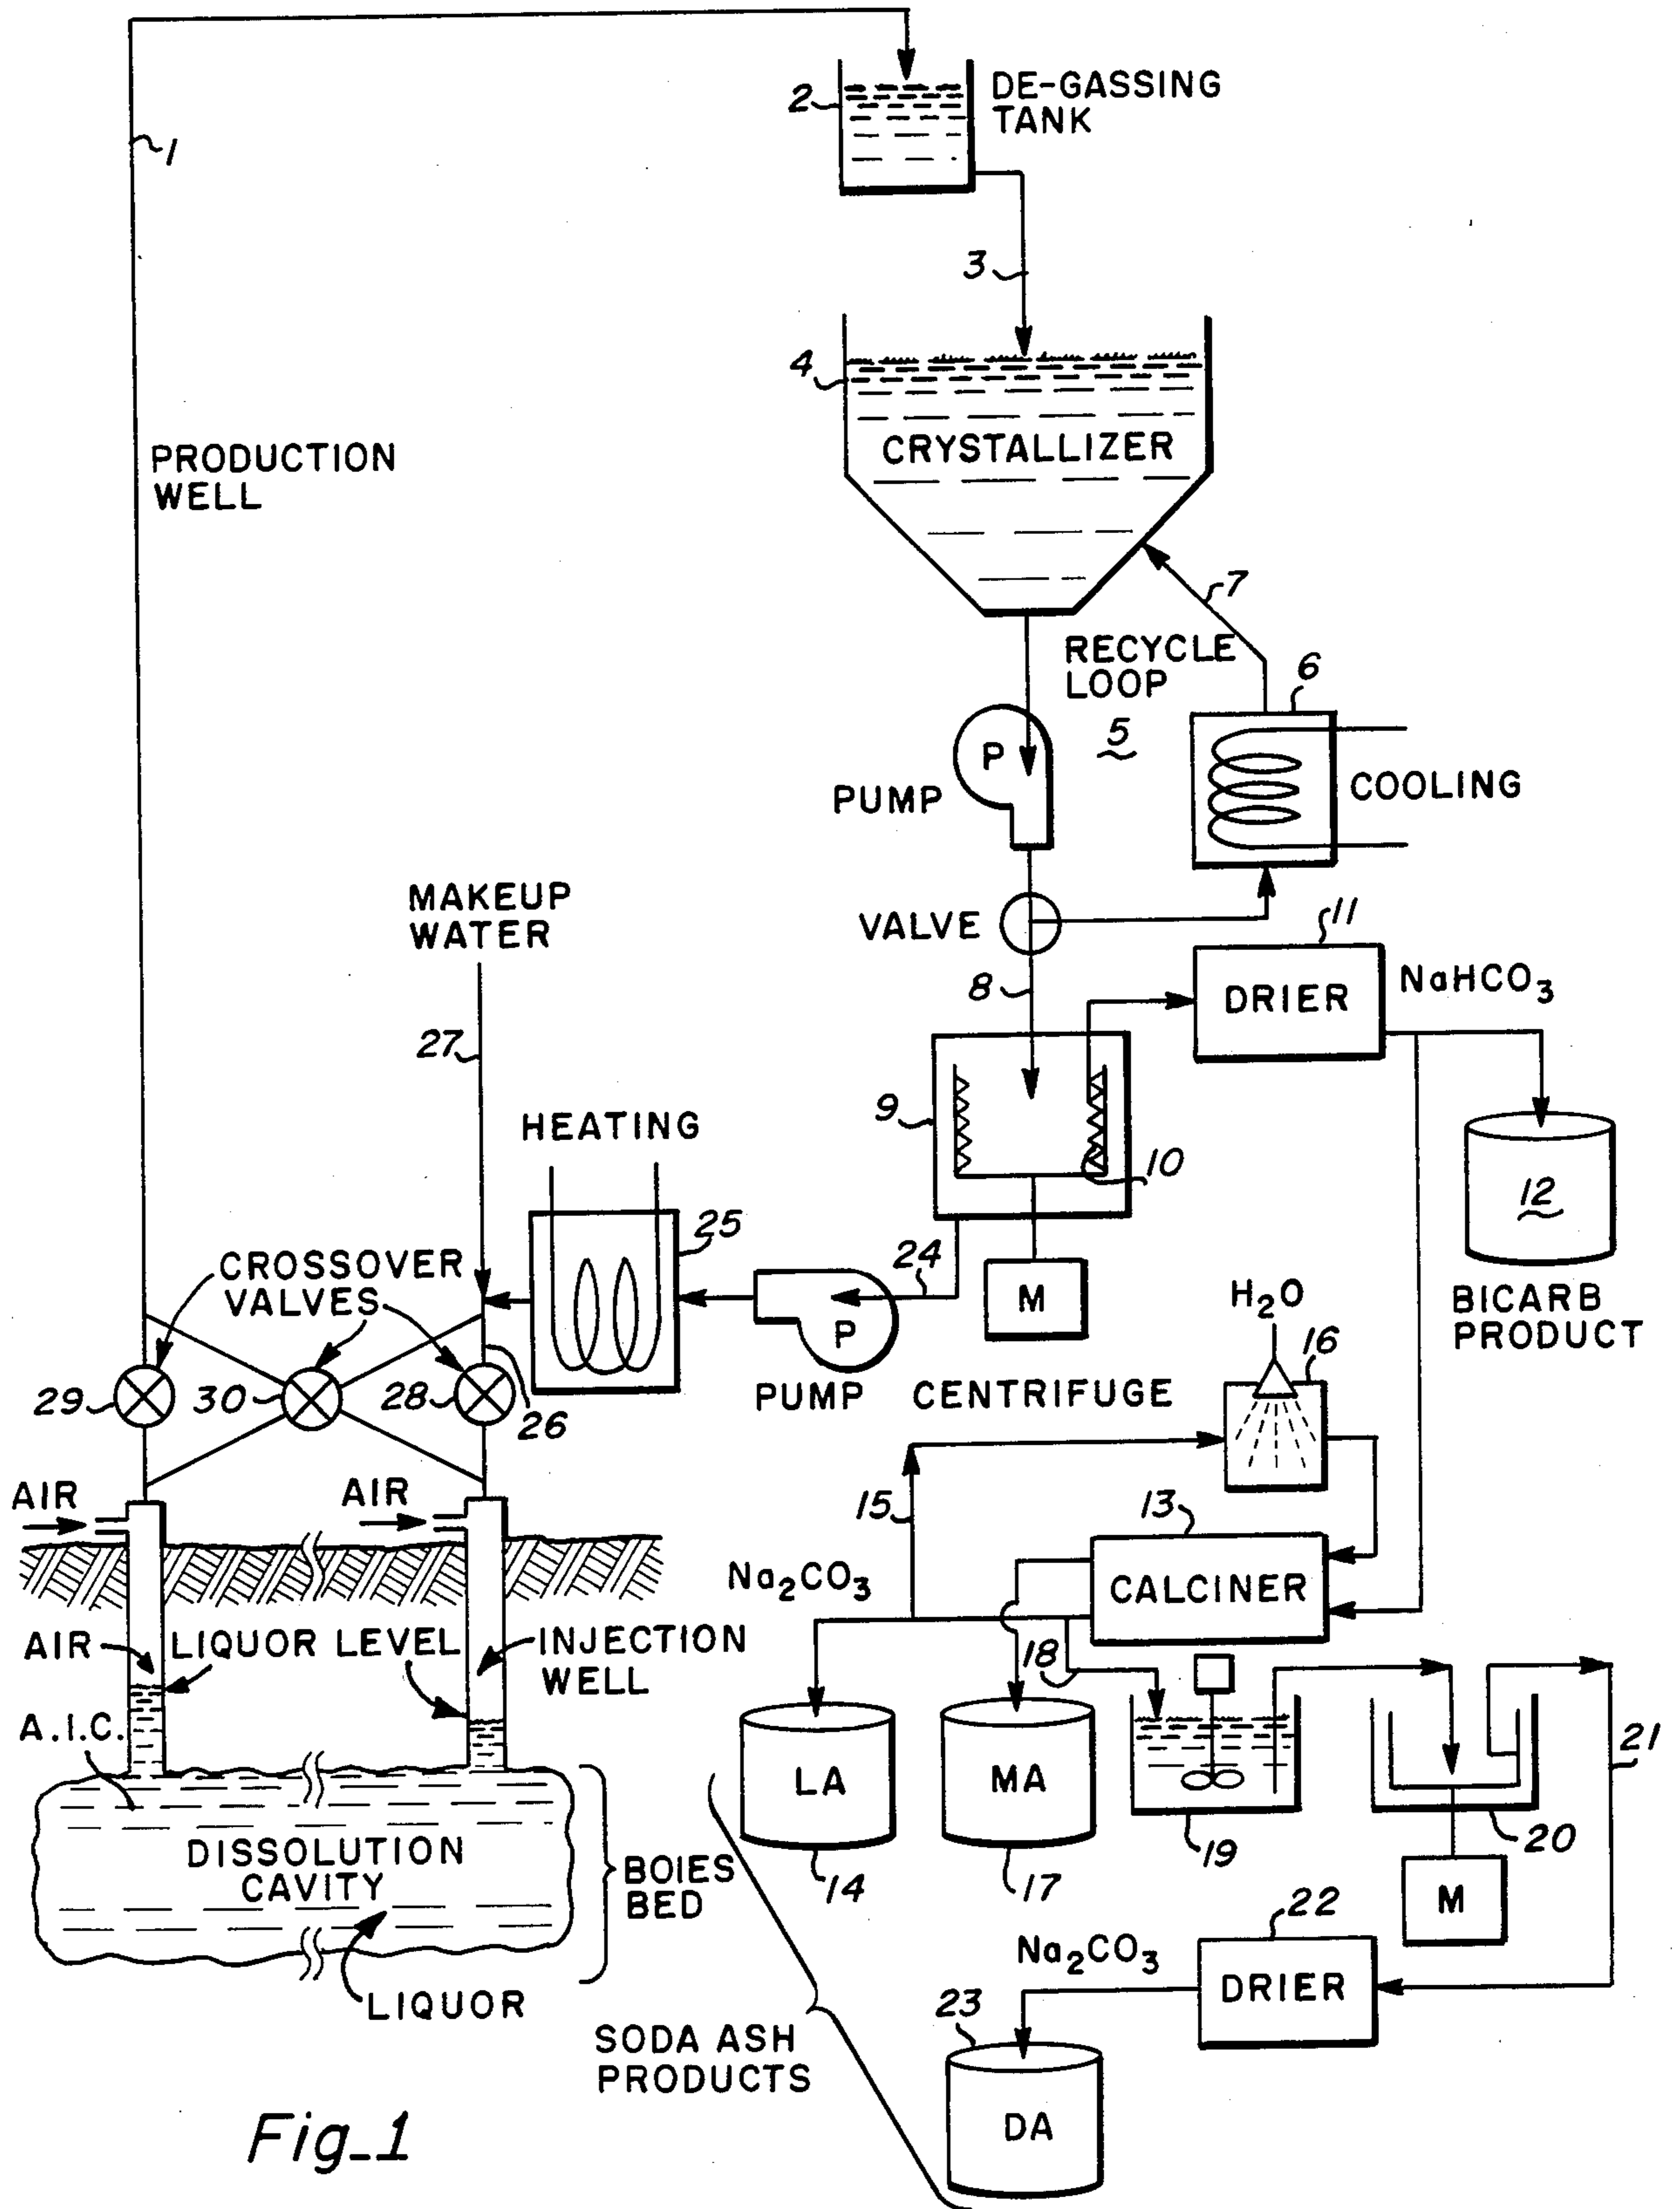 DE-GASSING
TANK
2
1
3
4
CRYSTALLIZER
PRODUCTION
WELL
7
RECYCLE
LOOP
6
5
P
PUMP
COOLING
MAKEUP
WATER
VALVE
11
8
DRIER
NaHCO3
27
9
HEATING
10
12
25
24
CROSSOVER
VALVES
M
H2O
BICARB
PRODUCT
P
16
29
30
28
26
PUMP
CENTRIFUGE
AIR
AIR
15
13
Na2CO3
CALCINER
AIR
LIQUOR LEVEL
INJECTION
WELL
18
A.I.C.
21
LA
MA
DISSOLUTION
CAVITY
BOIES
BED
14
17
19
20
M
22
Na2CO3
LIQUOR
DRIER
23
SODA ASH
PRODUCTS
DA
Fig_1